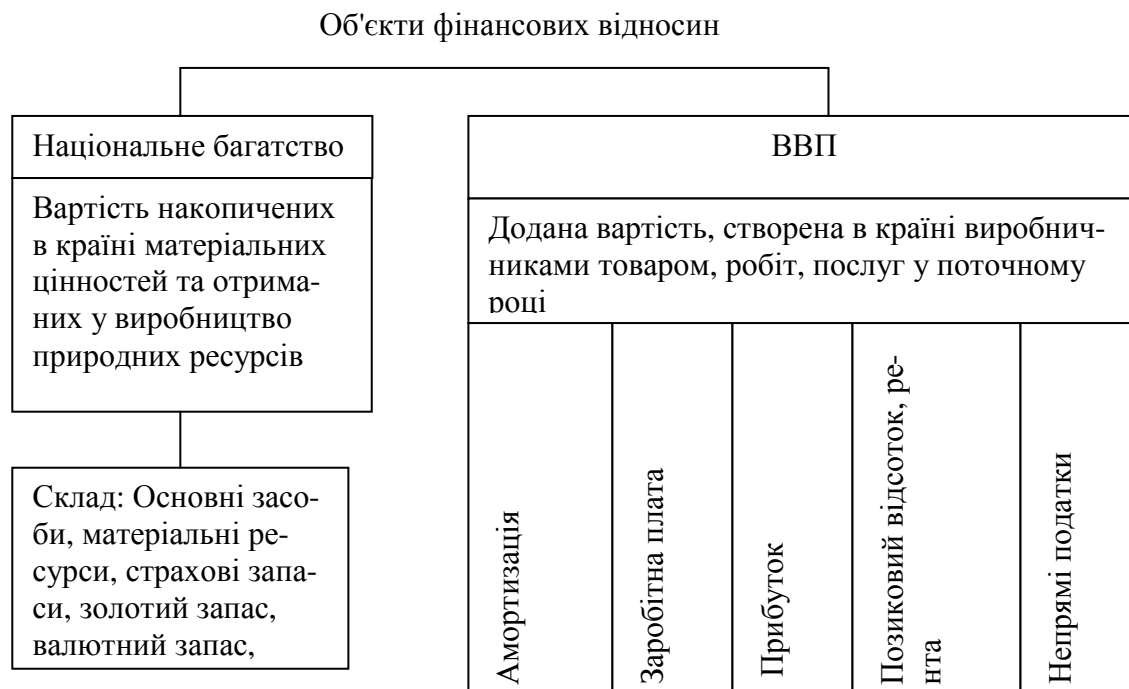 Об'єкти фінансових відносин
Національне багатство
Вартість накопичених
в країні матеріальних
цінностей та отрима-
них у виробництво
природних ресурсів
Склад: Основні засо-
би, матеріальні ре-
сурси, страхові запа-
си, золотий запас,
валютний запас,
ВВП
Додана вартість, створена в країні виробнич-
чниками товаром, робіт, послуг у поточному
році
Амортизація
Заробітна плата
Прибуток
Позиковий відсоток, ре-
нта
Непрямі податки